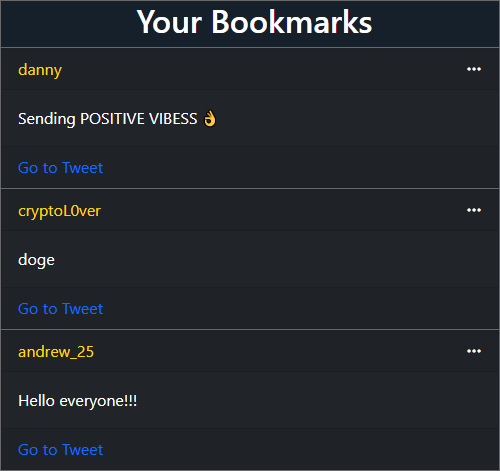 Your Bookmarks
danny
Sending POSITIVE VIBESS 👌
Go to Tweet
cryptoL0ver
doge
Go to Tweet
andrew_25
Hello everyone!!!
Go to Tweet